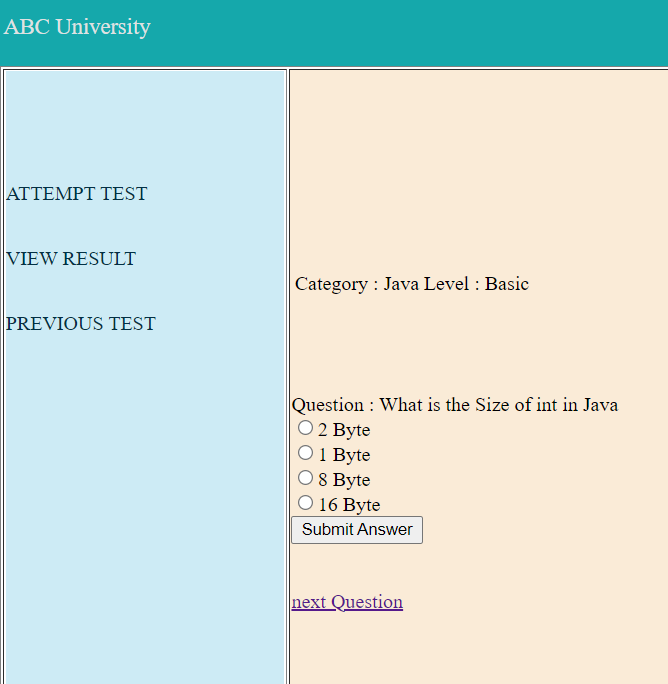 ABC University
ATTEMPT TEST
VIEW RESULT
PREVIOUS TEST
Category : Java Level : Basic
Question : What is the Size of int in Java
2 Byte
1 Byte
8 Byte
16 Byte
Submit Answer
next Question